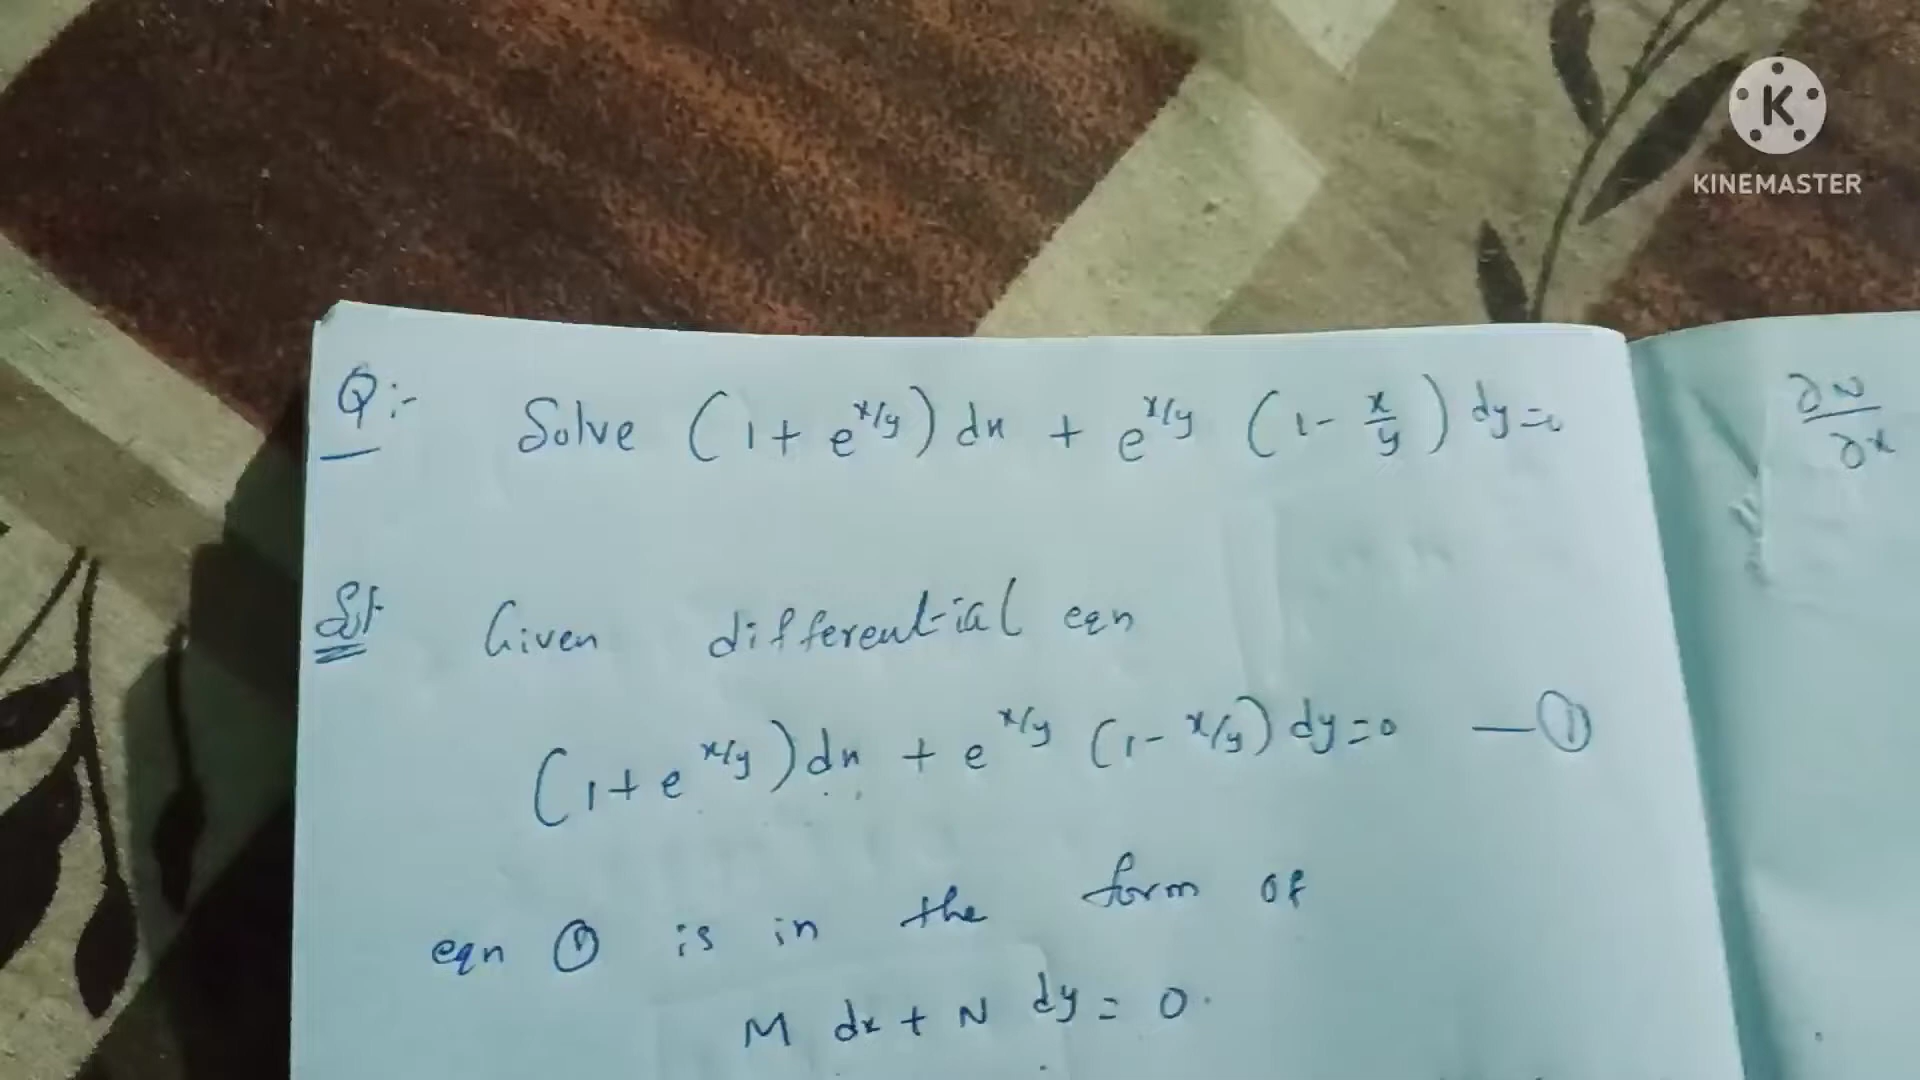 KINEMASTER
Q:- Solve (1 + e^{x/y}) dx + e^{x/y} (1 - x/y) dy = 0
∂N/∂x
Sol Given differential eqn
(1 + e^{x/y}) dx + e^{x/y} (1 - x/y) dy = 0 — ①
eqn ① is in the form of
M dx + N dy = 0.